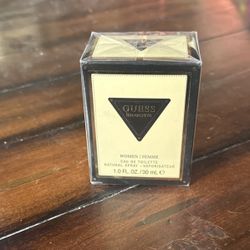 GUESS
WOMEN | FEMME
EAU DE TOILETTE
NATURAL SPRAY • VAPORISATEUR
1.0 FL. OZ. / 30 mL ℮